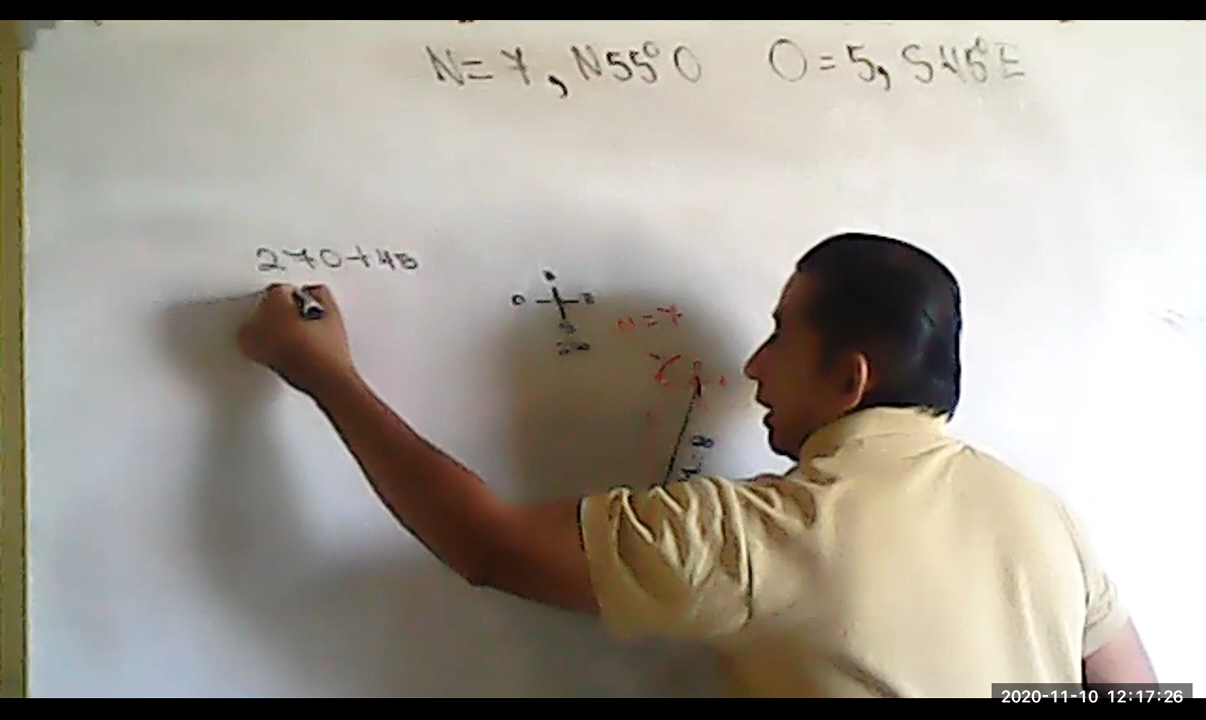 N=7, N55°O O=5, S45°E
270+45
O E
S
N=7
2020-11-10 12:17:26